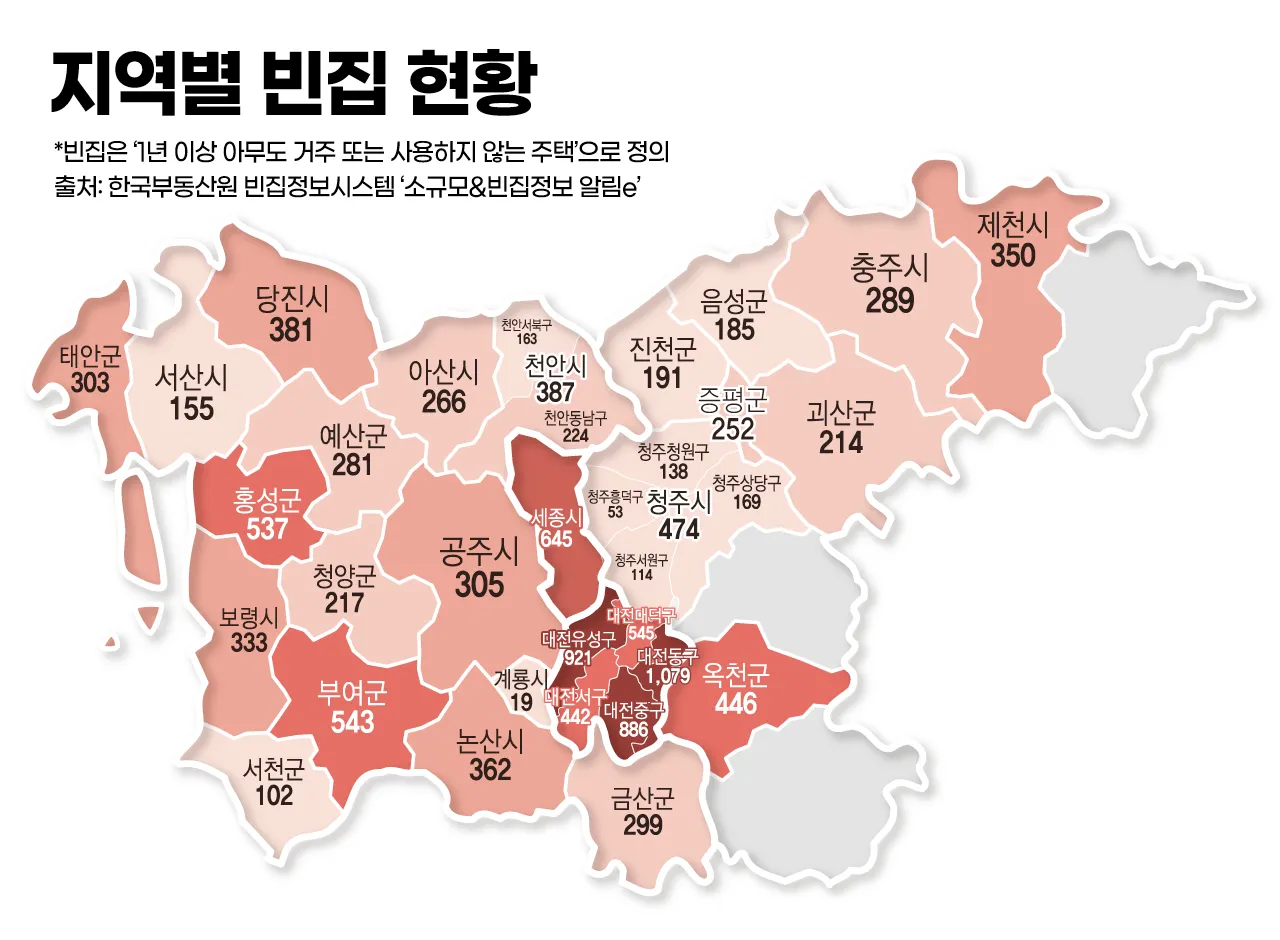 지역별 빈집 현황
*빈집은 ‘1년 이상 아무도 거주 또는 사용하지 않는 주택’으로 정의
출처: 한국부동산원 빈집정보시스템 ‘소규모&빈집정보 알림e’
제천시
350
충주시
289
음성군
185
당진시
381
천안서북구
163
진천군
191
태안군
303
서산시
155
아산시
266
천안시
387
증평군
252
괴산군
214
천안동남구
224
예산군
281
청주청원구
138
청주상당구
169
홍성군
537
청주흥덕구
53
청주시
474
세종시
645
공주시
305
청주서원구
114
청양군
217
보령시
333
대전대덕구
545
대전유성구
921
대전동구
1,079
옥천군
446
계룡시
19
부여군
543
대전서구
442
대전중구
886
논산시
362
서천군
102
금산군
299